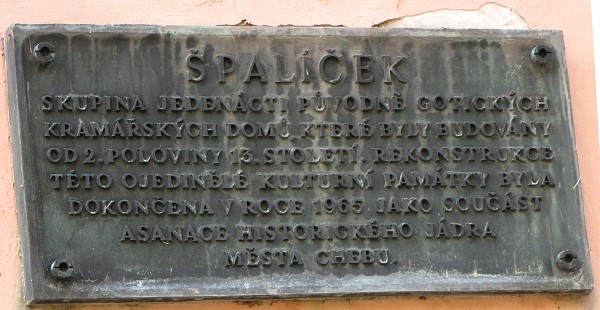 ŠPALÍČEK
SKUPINA JEDENÁCTI PŮVODNĚ GOTICKÝCH
KRAMÁŘSKÝCH DOMŮ, KTERÉ BYLY BUDOVÁNY
OD 2. POLOVINY 13. STOLETÍ. REKONSTRUKCE
TÉTO OJEDINĚLÉ KULTURNÍ PAMÁTKY BYLA
DOKONČENA V ROCE 1965 JAKO SOUČÁST
ASANACE HISTORICKÉHO JÁDRA
MĚSTA CHEBU.